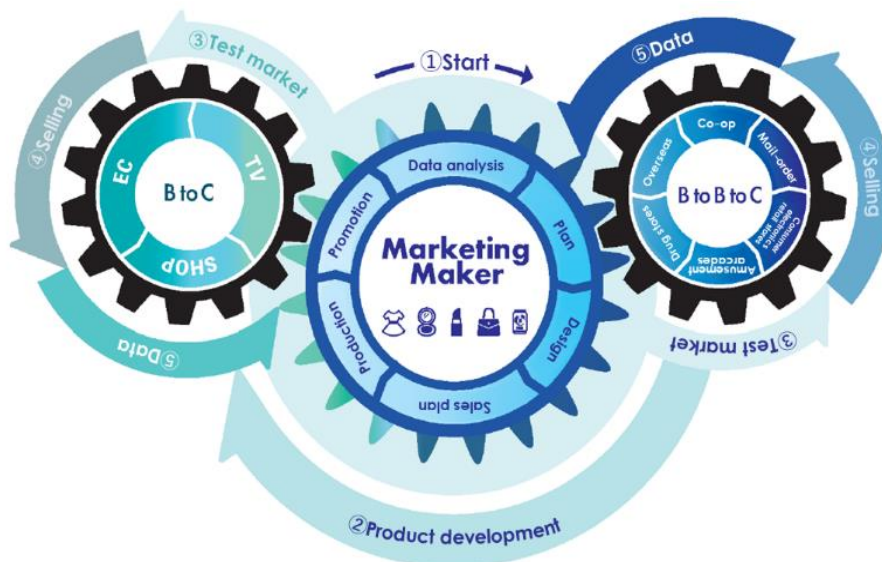 ①Start
③Test market
④Selling
⑤Data
EC
TV
SHOP
B to C
Data analysis
Plan
Design
Sales plan
Production
Promotion
Marketing
Maker
⑤Data
④Selling
③Test market
Co-op
Mail-order
Consumer
electronics
retail stores
Amusement
arcades
Drug stores
Overseas
B to B to C
②Product development